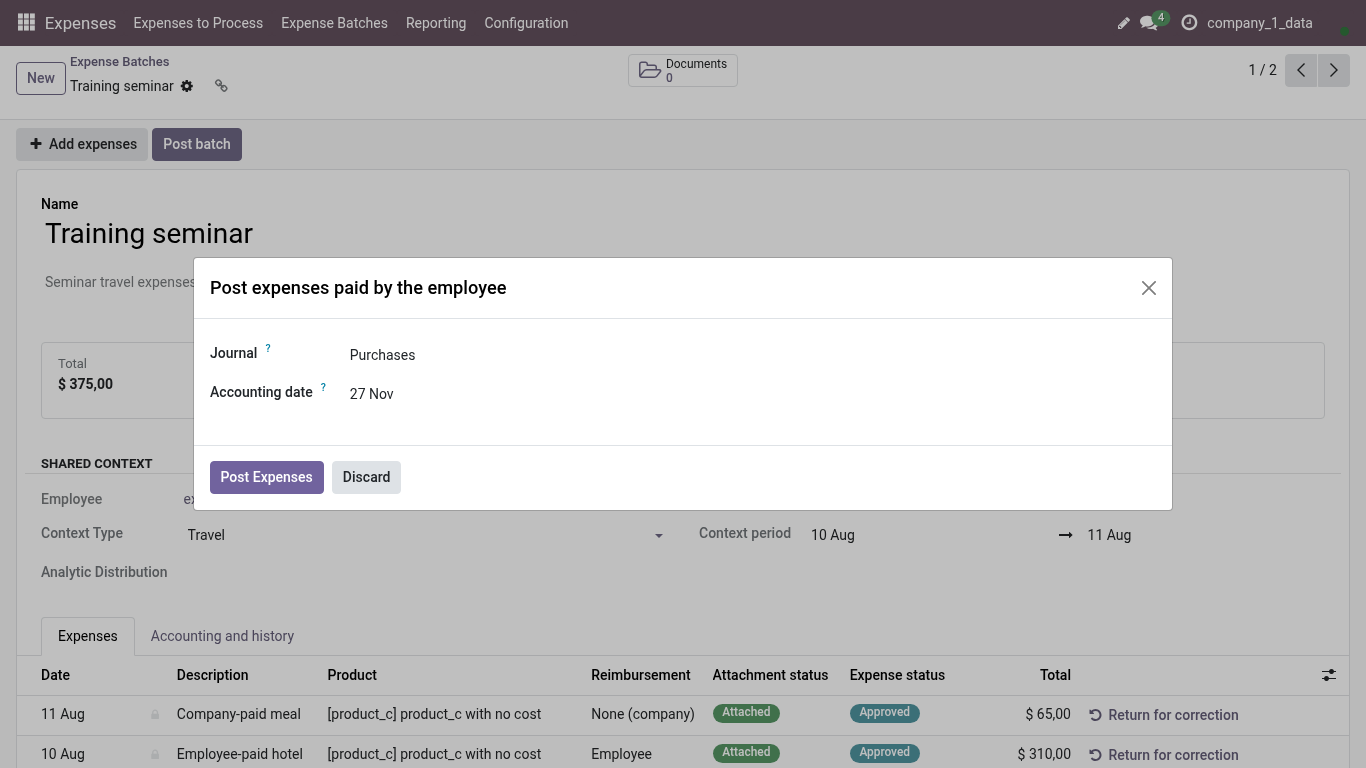 Expenses Expenses to Process Expense Batches Reporting Configuration 4 company_1_data
New Expense Batches
Training seminar
Documents
0
1 / 2
Add expenses Post batch
Name
Training seminar
Seminar travel expenses
Post expenses paid by the employee
Journal ? Purchases
Accounting date ? 27 Nov
Post Expenses Discard
Total
$ 375,00
SHARED CONTEXT
Employee
Context Type Travel Context period 10 Aug 11 Aug
Analytic Distribution
Expenses Accounting and history
Date Description Product Reimbursement Attachment status Expense status Total
11 Aug Company-paid meal [product_c] product_c with no cost None (company) Attached Approved $ 65,00 Return for correction
10 Aug Employee-paid hotel [product_c] product_c with no cost Employee Attached Approved $ 310,00 Return for correction